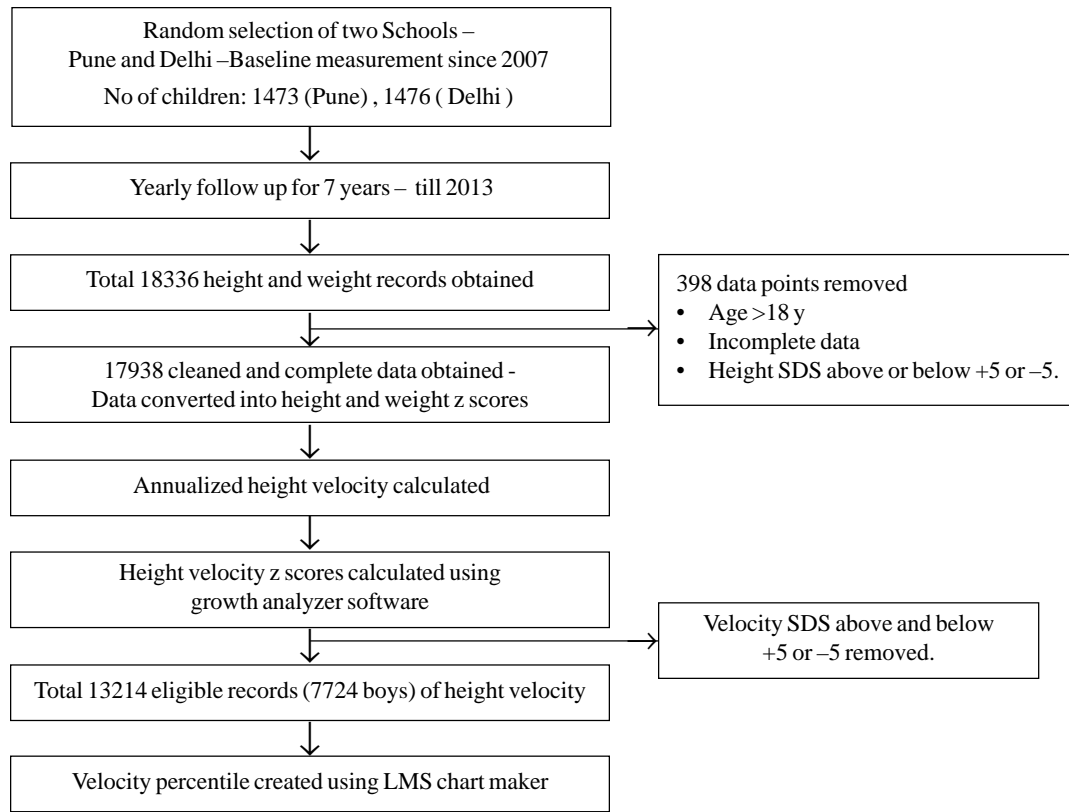 Random selection of two Schools –
Pune and Delhi –Baseline measurement since 2007
No of children: 1473 (Pune) , 1476 ( Delhi )
Yearly follow up for 7 years – till 2013
Total 18336 height and weight records obtained
398 data points removed
• Age >18 y
• Incomplete data
• Height SDS above or below +5 or –5.
17938 cleaned and complete data obtained -
Data converted into height and weight z scores
Annualized height velocity calculated
Height velocity z scores calculated using
growth analyzer software
Velocity SDS above and below
+5 or –5 removed.
Total 13214 eligible records (7724 boys) of height velocity
Velocity percentile created using LMS chart maker